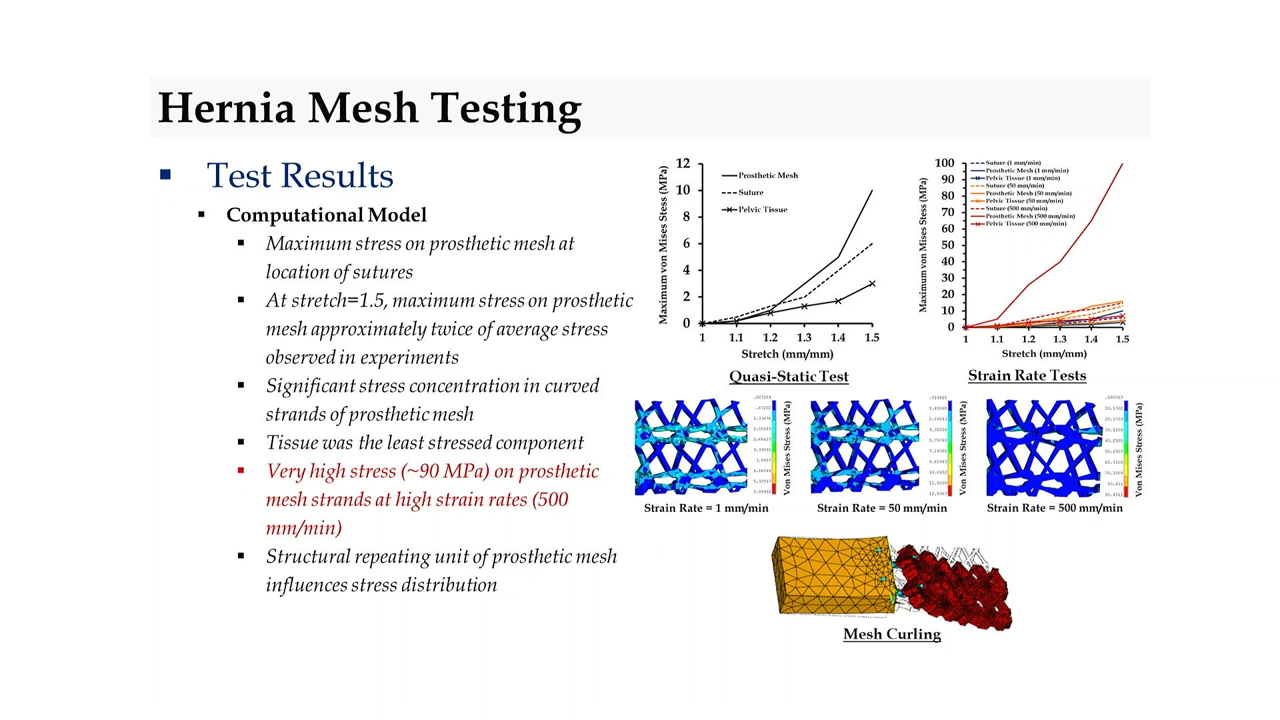 Hernia Mesh Testing
Test Results
Computational Model
Maximum stress on prosthetic mesh at
location of sutures
At stretch=1.5, maximum stress on prosthetic
mesh approximately twice of average stress
observed in experiments
Significant stress concentration in curved
strands of prosthetic mesh
Tissue was the least stressed component
Very high stress (~90 MPa) on prosthetic
mesh strands at high strain rates (500
mm/min)
Structural repeating unit of prosthetic mesh
influences stress distribution
Maximum von Mises Stess (MPa)
12
10
8
6
4
2
0
Prosthetic Mesh
Suture
Pelvic Tissue
1 1.1 1.2 1.3 1.4 1.5
Stretch (mm/mm)
Quasi-Static Test
Maximum von Mises Stess (MPa)
100
90
80
70
60
50
40
30
20
10
0
Suture (1 mm/min)
Prosthetic Mesh (1 mm/min)
Pelvic Tissue (1 mm/min)
Suture (50 mm/min)
Prosthetic Mesh (50 mm/min)
Pelvic Tissue (50 mm/min)
Suture (500 mm/min)
Prosthetic Mesh (500 mm/min)
Pelvic Tissue (500 mm/min)
1 1.1 1.2 1.3 1.4 1.5
Stretch (mm/mm)
Strain Rate Tests
Von Mises Stress (MPa)
Strain Rate = 1 mm/min
Von Mises Stress (MPa)
Strain Rate = 50 mm/min
Von Mises Stress (MPa)
Strain Rate = 500 mm/min
Mesh Curling